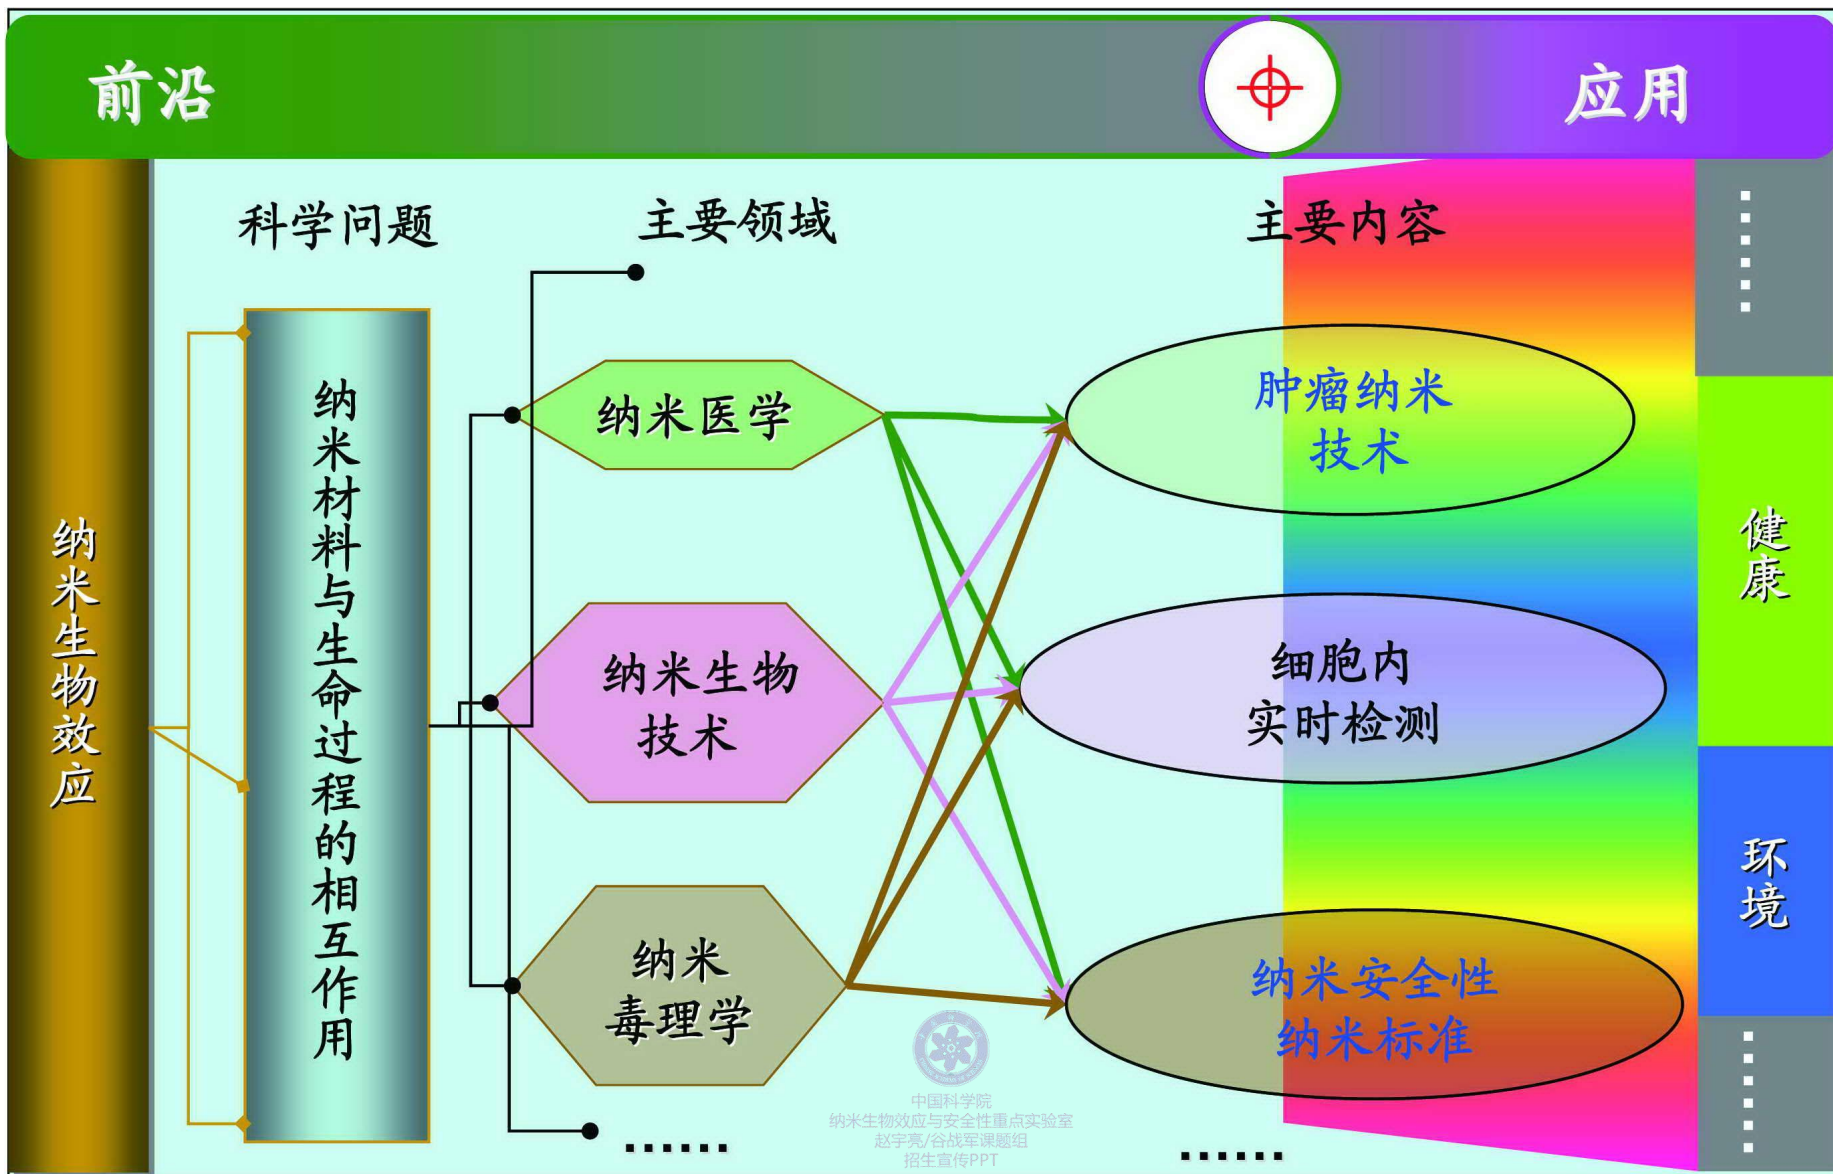 前沿
应用
科学问题
主要领域
主要内容
纳米生物效应
纳米材料与生命过程的相互作用
纳米医学
纳米生物
技术
纳米
毒理学
......
肿瘤纳米
技术
细胞内
实时检测
纳米安全性
纳米标准
......
......
健康
环境
......
中国科学院
纳米生物效应与安全性重点实验室
赵宇亮/谷战军课题组
招生宣传PPT